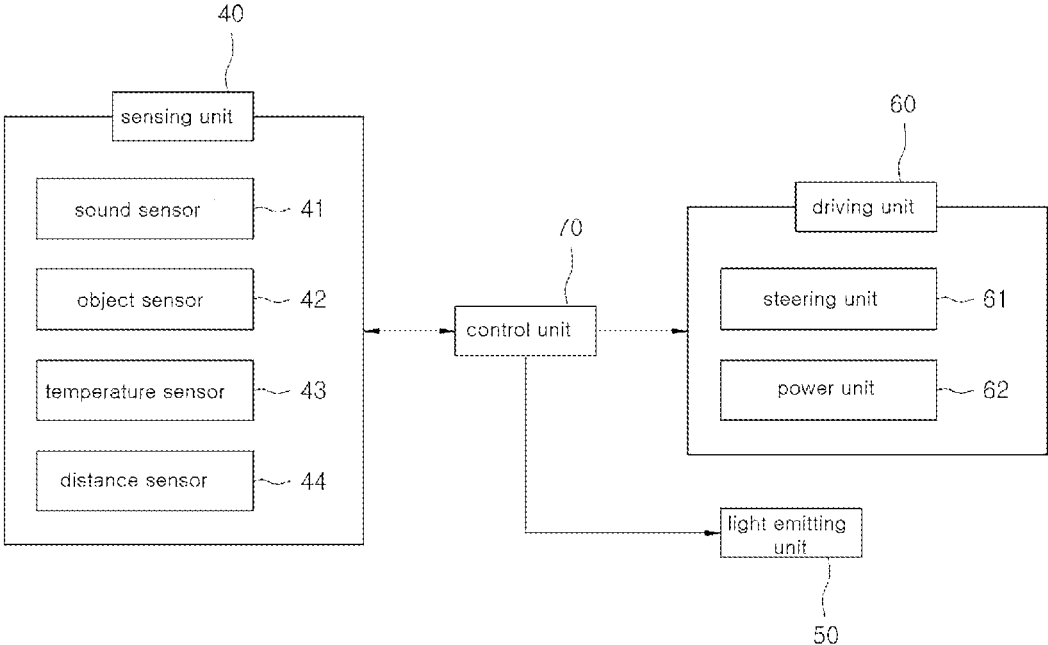 40
sensing unit
sound sensor
41
object sensor
42
temperature sensor
43
distance sensor
44
70
control unit
60
driving unit
steering unit
61
power unit
62
light emitting
unit
50